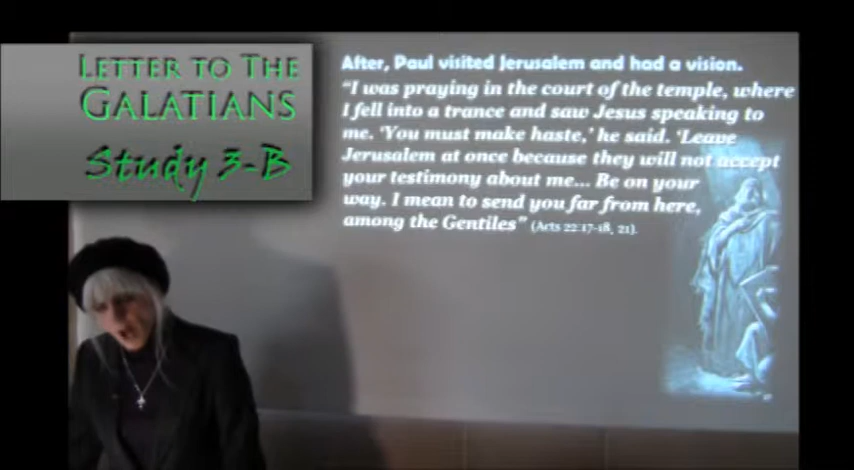 LETTER TO THE
GALATIANS
Study 3-B
After, Paul visited Jerusalem and had a vision.
“I was praying in the court of the temple, where
I fell into a trance and saw Jesus speaking to
me. ‘You must make haste,’ he said. ‘Leave
Jerusalem at once because they will not accept
your testimony about me... Be on your
way. I mean to send you far from here,
among the Gentiles” (Acts 22:17-18, 21).